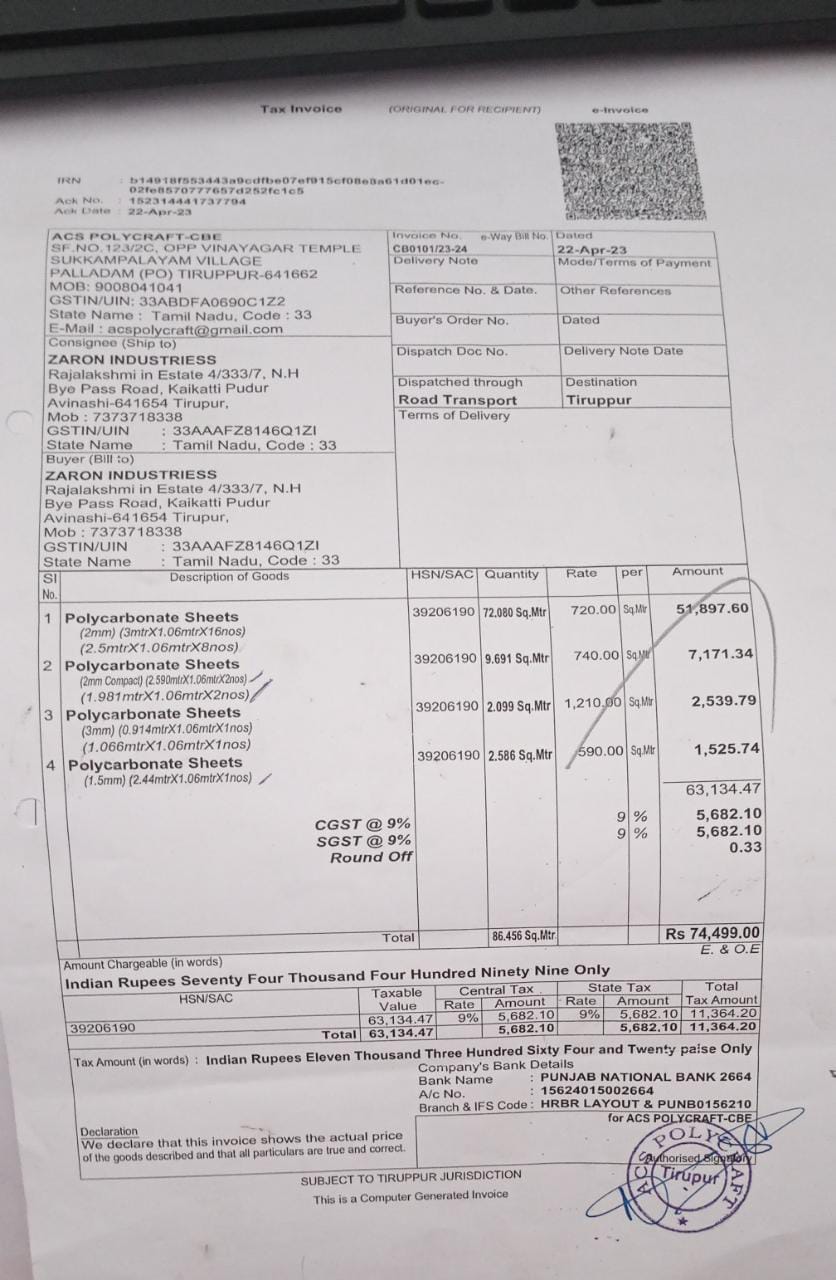 Tax Invoice (ORIGINAL FOR RECIPIENT) e-Invoice
IRN : b14918f553443a9cdfbe07ef915cf08e8a61d01ec-
02fe8570777657d252fc1c5
Ack No. : 152314441737794
Ack Date : 22-Apr-23
ACS POLYCRAFT-CBE
SF.NO.123/2C, OPP VINAYAGAR TEMPLE
SUKKAMPALAYAM VILLAGE
PALLADAM (PO) TIRUPPUR-641662
MOB: 9008041041
GSTIN/UIN: 33ABDFA0690C1Z2
State Name : Tamil Nadu, Code : 33
E-Mail : acspolycraft@gmail.com
Invoice No. e-Way Bill No. Dated
CB0101/23-24 22-Apr-23
Delivery Note Mode/Terms of Payment
Reference No. & Date. Other References
Buyer's Order No. Dated
Dispatch Doc No. Delivery Note Date
Dispatched through Destination
Road Transport Tiruppur
Terms of Delivery
Consignee (Ship to)
ZARON INDUSTRIESS
Rajalakshmi in Estate 4/333/7, N.H
Bye Pass Road, Kaikatti Pudur
Avinashi-641654 Tirupur,
Mob : 7373718338
GSTIN/UIN : 33AAAFZ8146Q1ZI
State Name : Tamil Nadu, Code : 33
Buyer (Bill to)
ZARON INDUSTRIESS
Rajalakshmi in Estate 4/333/7, N.H
Bye Pass Road, Kaikatti Pudur
Avinashi-641654 Tirupur,
Mob : 7373718338
GSTIN/UIN : 33AAAFZ8146Q1ZI
State Name : Tamil Nadu, Code : 33
SI No. Description of Goods HSN/SAC Quantity Rate per Amount
1 Polycarbonate Sheets 39206190 72.080 Sq.Mtr 720.00 Sq.Mtr 51,897.60
(2mm) (3mtrX1.06mtrX16nos)
(2.5mtrX1.06mtrX8nos)
2 Polycarbonate Sheets 39206190 9.691 Sq.Mtr 740.00 Sq.Mtr 7,171.34
(2mm Compact) (2.590mtrX1.06mtrX2nos)
(1.981mtrX1.06mtrX2nos)
3 Polycarbonate Sheets 39206190 2.099 Sq.Mtr 1,210.00 Sq.Mtr 2,539.79
(3mm) (0.914mtrX1.06mtrX1nos)
(1.066mtrX1.06mtrX1nos)
4 Polycarbonate Sheets 39206190 2.586 Sq.Mtr 590.00 Sq.Mtr 1,525.74
(1.5mm) (2.44mtrX1.06mtrX1nos)
63,134.47
CGST @ 9% 9 % 5,682.10
SGST @ 9% 9 % 5,682.10
Round Off 0.33
Total 86.456 Sq.Mtr Rs 74,499.00
Amount Chargeable (in words) E. & O.E
Indian Rupees Seventy Four Thousand Four Hundred Ninety Nine Only
HSN/SAC Taxable Value Central Tax State Tax Total Tax Amount
Rate Amount Rate Amount
39206190 63,134.47 9% 5,682.10 9% 5,682.10 11,364.20
Total 63,134.47 5,682.10 5,682.10 11,364.20
Tax Amount (in words) : Indian Rupees Eleven Thousand Three Hundred Sixty Four and Twenty paise Only
Company's Bank Details
Bank Name : PUNJAB NATIONAL BANK 2664
A/c No. : 15624015002664
Branch & IFS Code : HRBR LAYOUT & PUNB0156210
for ACS POLYCRAFT-CBE
Declaration
We declare that this invoice shows the actual price
of the goods described and that all particulars are true and correct.
Authorised Signatory
ACS POLYCRAFT
Tirupur
SUBJECT TO TIRUPPUR JURISDICTION
This is a Computer Generated Invoice